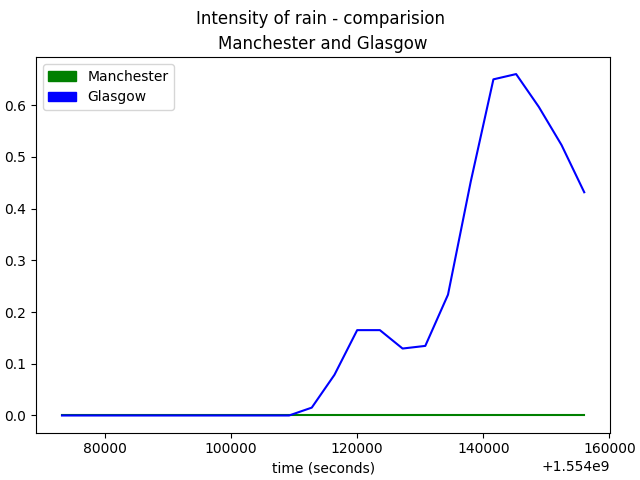 Intensity of rain - comparision
Manchester and Glasgow
Manchester
Glasgow
0.6
0.5
0.4
0.3
0.2
0.1
0.0
80000 100000 120000 140000 160000
time (seconds)
+1.554e9